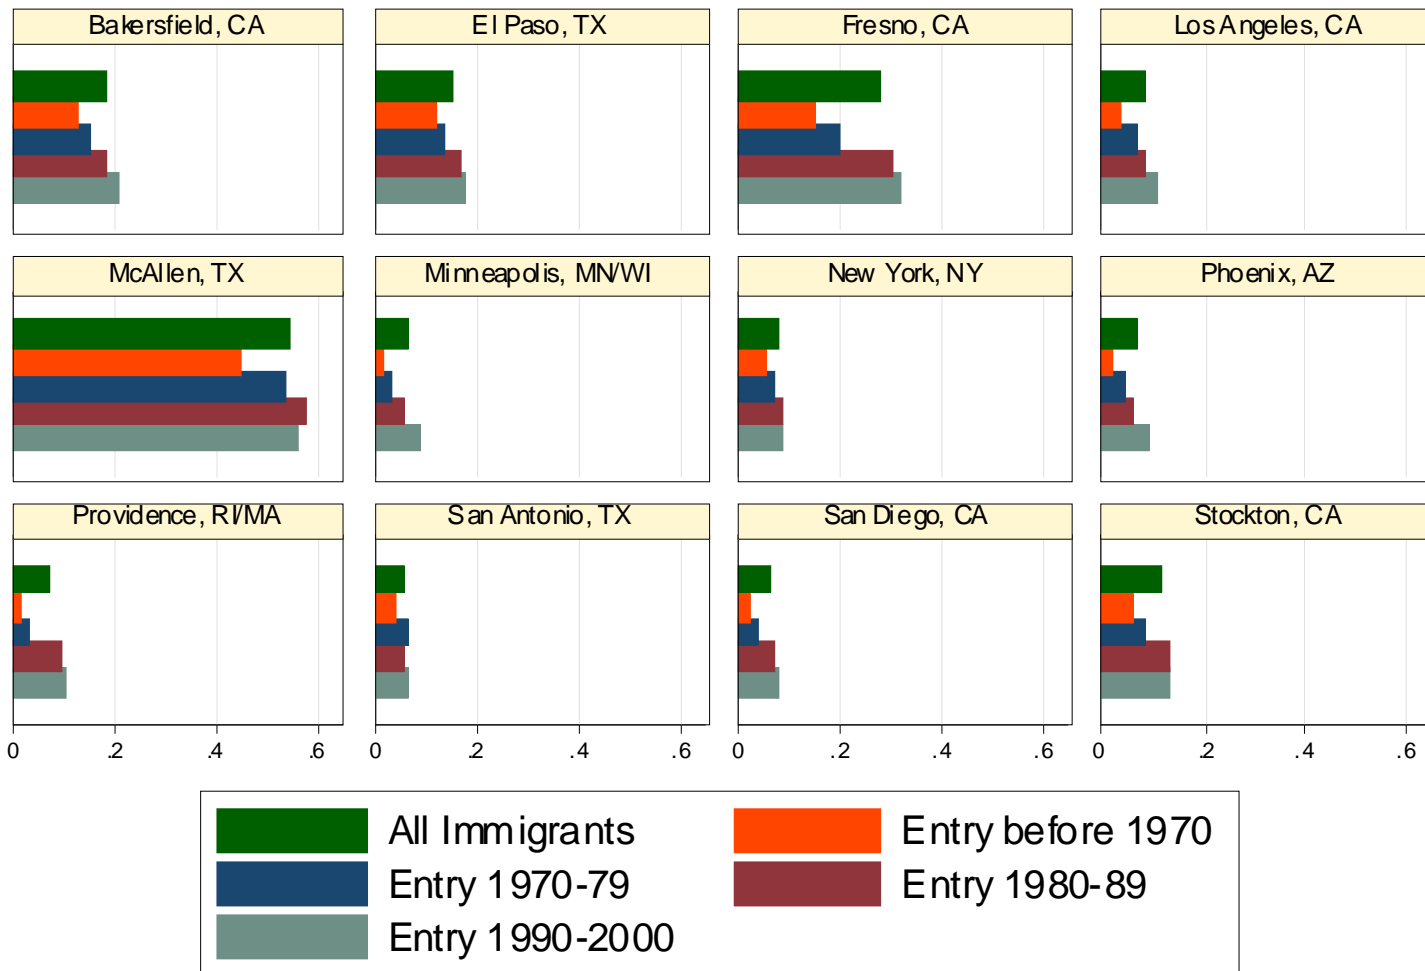 Bakersfield, CA
El Paso, TX
Fresno, CA
Los Angeles, CA
McAllen, TX
Minneapolis, MN/WI
New York, NY
Phoenix, AZ
Providence, RI/MA
San Antonio, TX
San Diego, CA
Stockton, CA
0 .2 .4 .6
0 .2 .4 .6
0 .2 .4 .6
0 .2 .4 .6
All Immigrants
Entry before 1970
Entry 1970-79
Entry 1980-89
Entry 1990-2000